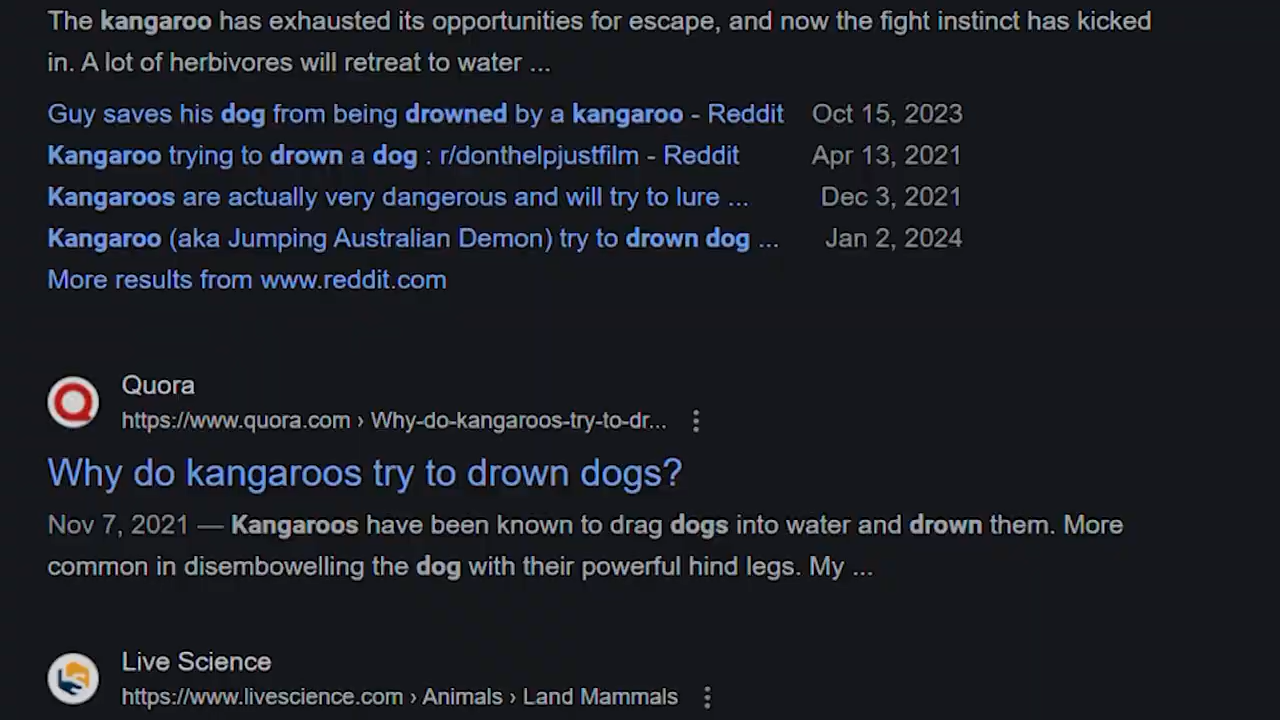 The kangaroo has exhausted its opportunities for escape, and now the fight instinct has kicked
in. A lot of herbivores will retreat to water ...
Guy saves his dog from being drowned by a kangaroo - Reddit Oct 15, 2023
Kangaroo trying to drown a dog : r/donthelpjustfilm - Reddit Apr 13, 2021
Kangaroos are actually very dangerous and will try to lure ... Dec 3, 2021
Kangaroo (aka Jumping Australian Demon) try to drown dog ... Jan 2, 2024
More results from www.reddit.com
Quora
https://www.quora.com › Why-do-kangaroos-try-to-dr...
Why do kangaroos try to drown dogs?
Nov 7, 2021 — Kangaroos have been known to drag dogs into water and drown them. More
common in disembowelling the dog with their powerful hind legs. My ...
Live Science
https://www.livescience.com › Animals › Land Mammals